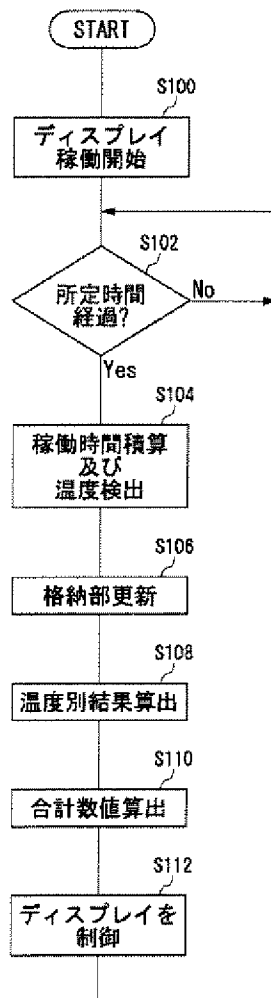 START
S100
ディスプレイ
稼働開始
S102
所定時間
経過?
No
Yes
S104
稼働時間積算
及び
温度検出
S106
格納部更新
S108
温度別結果算出
S110
合計数値算出
S112
ディスプレイを
制御